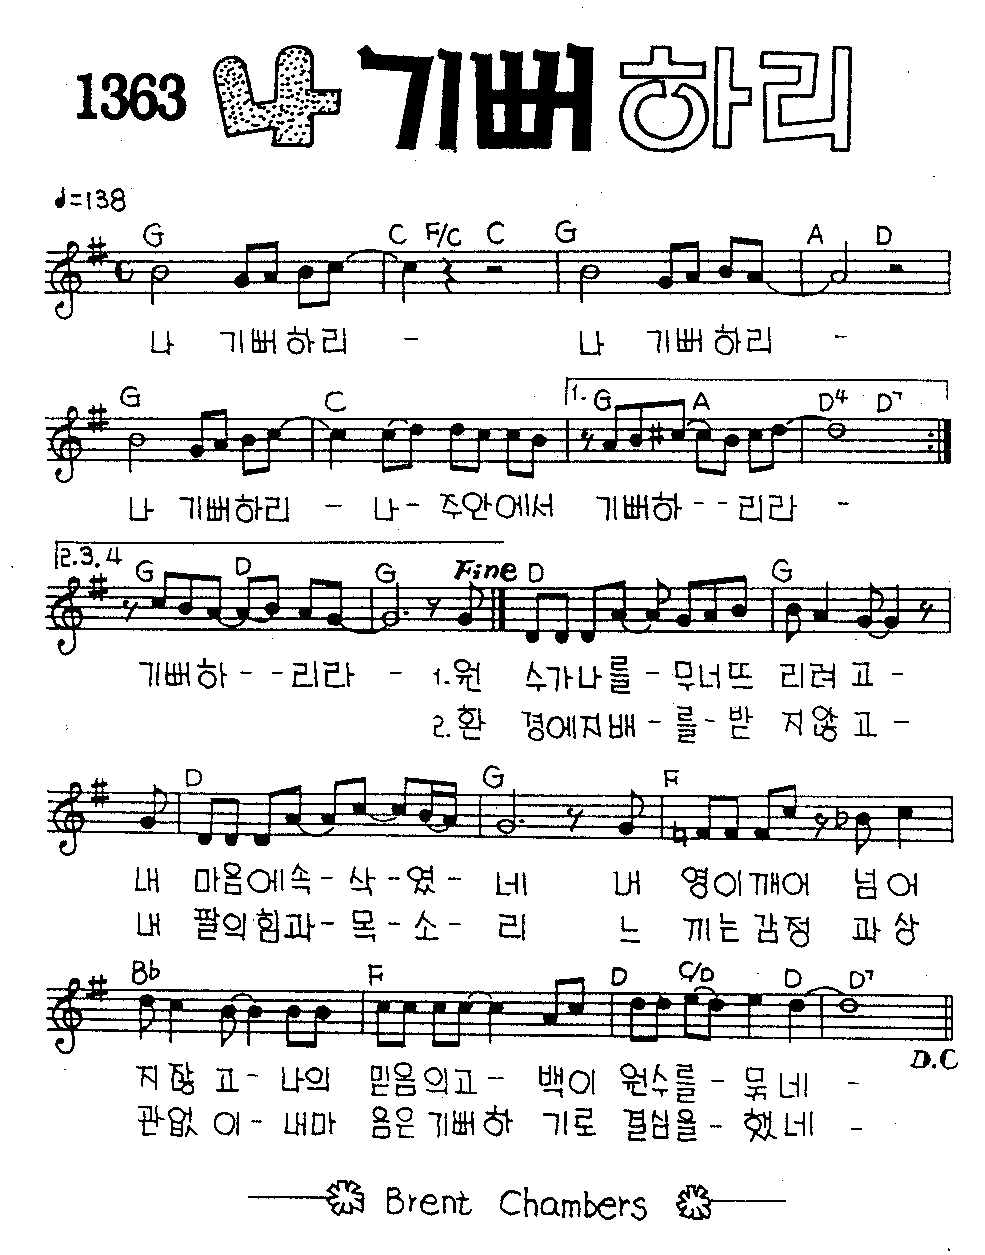 1363 나 기뻐 하리
♩=138
G C F/C C G A D
나 기뻐하리 - 나 기뻐하리 -
G C 1. G A D4 D7
나 기뻐하리 - 나- 주안에서 기뻐하--리라 -
2.3.4 G D G Fine D G
기뻐하--리라 - 1.원 수가나를-무너뜨 리려 고-
2.환 경에지배-를-받 지않 고-
D G F
내 마음에속-삭-였- 네 내 영이깨어 넘어
내 팔의힘과-목-소- 리 느 끼는감정 과상
Bb F D C/D D D7
지잖 고- 나의 믿음의고- 백이 원수를- 묶네 -
관없 이- 내마 음은기뻐하 기로 결심을- 했네 -
D.C
Brent Chambers